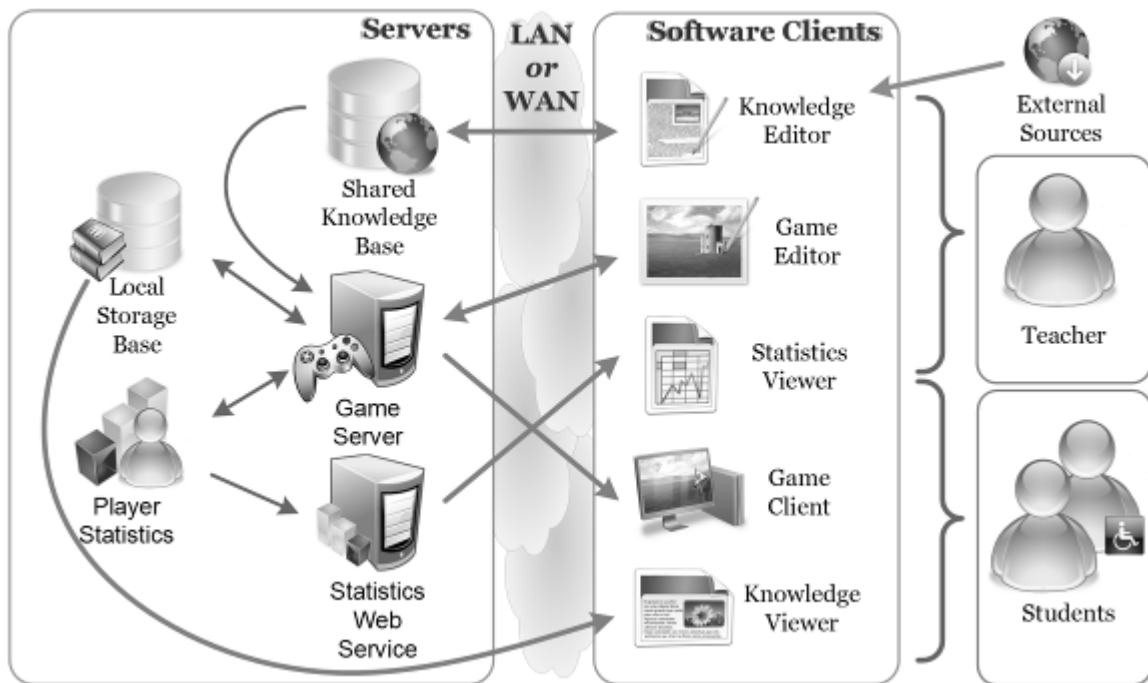 Servers
LAN
or
WAN
Software Clients
Knowledge
Editor
External
Sources
Shared
Knowledge
Base
Game
Editor
Local
Storage
Base
Teacher
Statistics
Viewer
Game
Server
Game
Client
Player
Statistics
Statistics
Web
Service
Knowledge
Viewer
Students